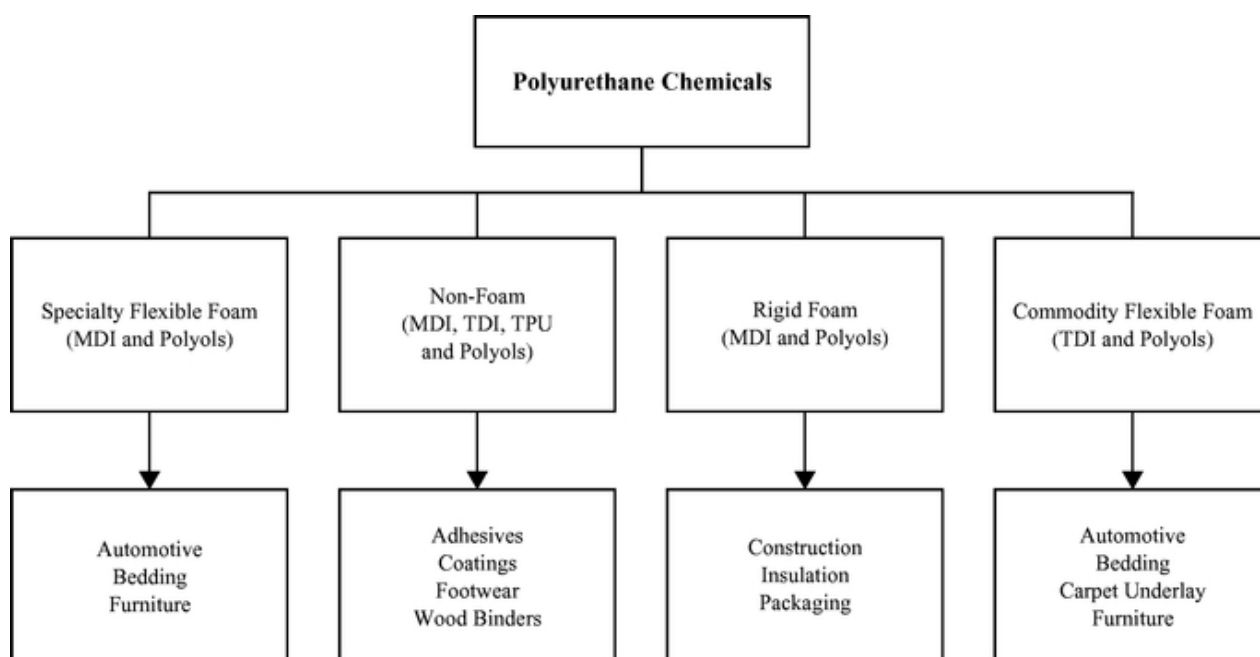 Polyurethane Chemicals
Specialty Flexible Foam
(MDI and Polyols)
Non-Foam
(MDI, TDI, TPU
and Polyols)
Rigid Foam
(MDI and Polyols)
Commodity Flexible Foam
(TDI and Polyols)
Automotive
Bedding
Furniture
Adhesives
Coatings
Footwear
Wood Binders
Construction
Insulation
Packaging
Automotive
Bedding
Carpet Underlay
Furniture